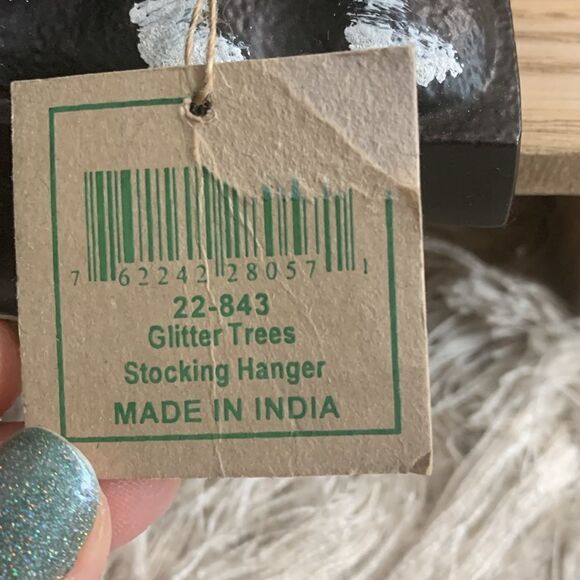 7 62242 28057 1
22-843
Glitter Trees
Stocking Hanger
MADE IN INDIA